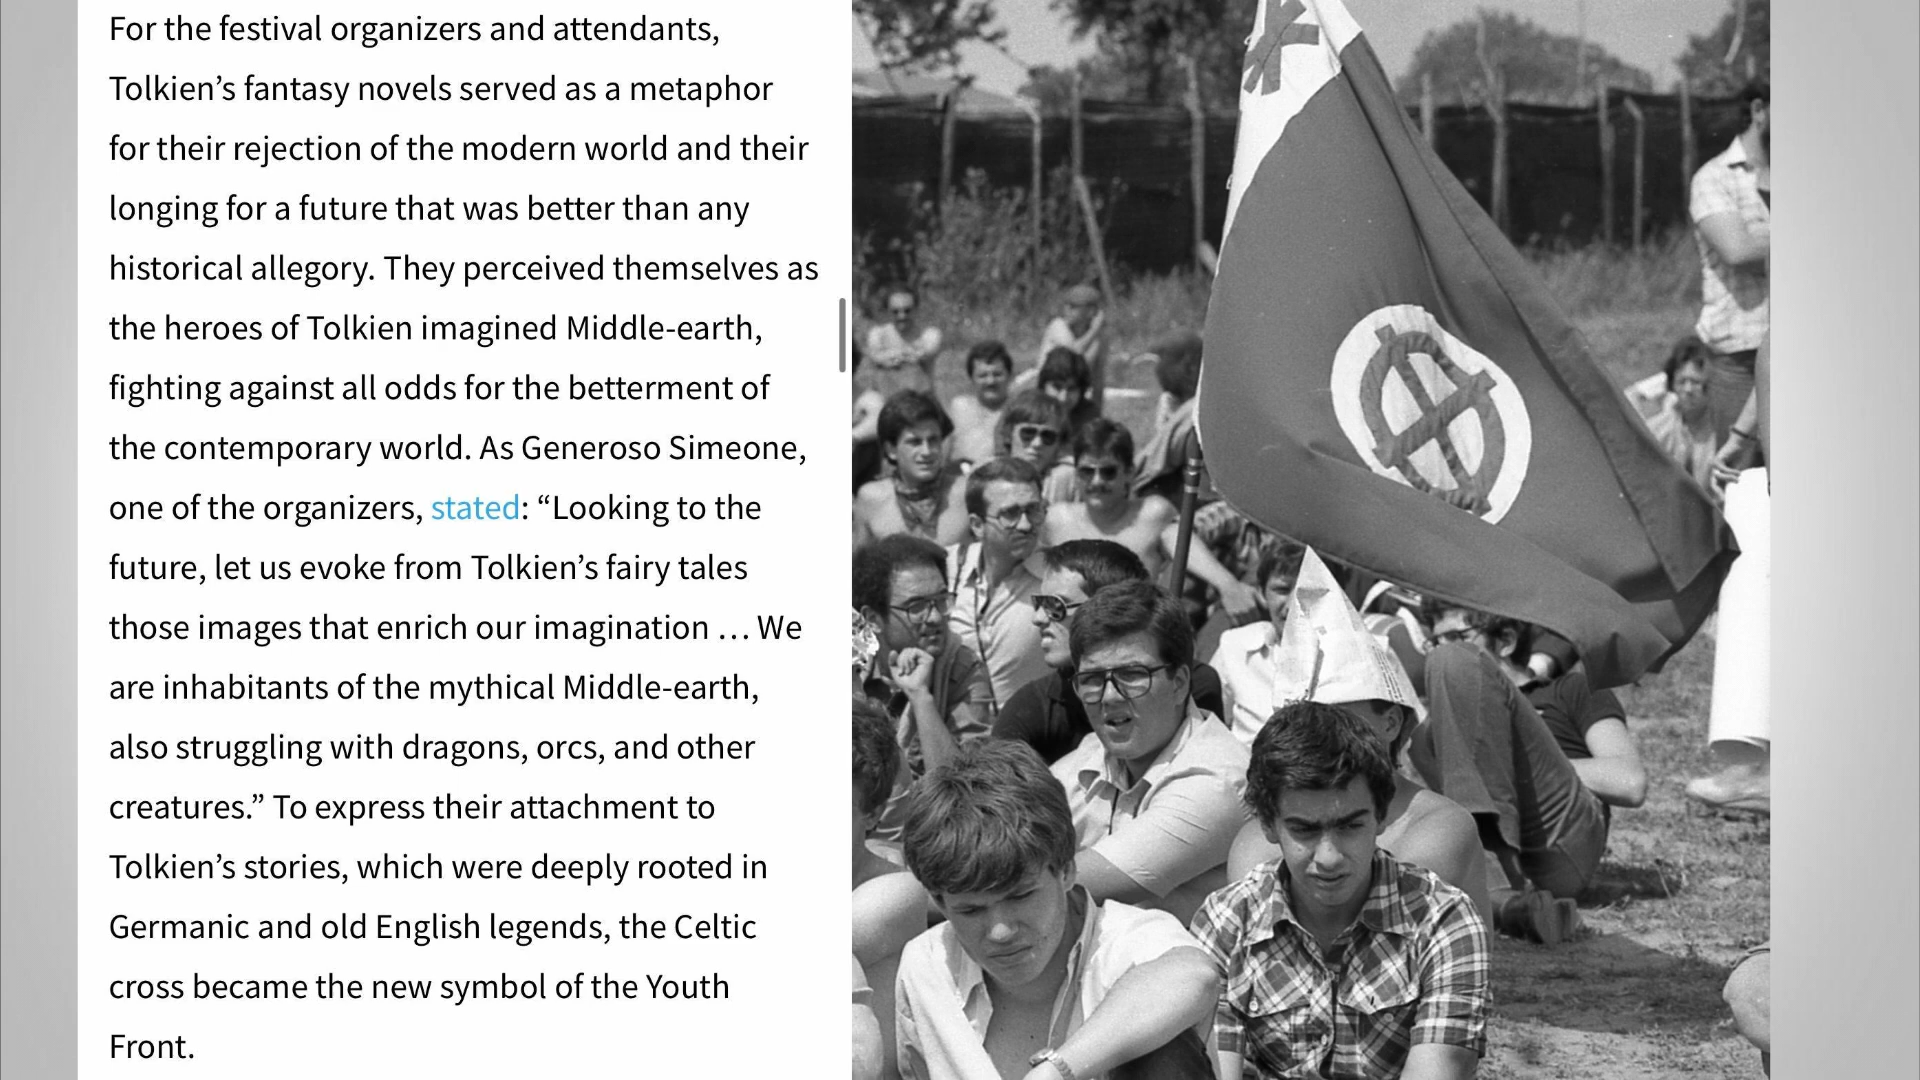 For the festival organizers and attendants,
Tolkien’s fantasy novels served as a metaphor
for their rejection of the modern world and their
longing for a future that was better than any
historical allegory. They perceived themselves as
the heroes of Tolkien imagined Middle-earth,
fighting against all odds for the betterment of
the contemporary world. As Generoso Simeone,
one of the organizers, stated: “Looking to the
future, let us evoke from Tolkien’s fairy tales
those images that enrich our imagination … We
are inhabitants of the mythical Middle-earth,
also struggling with dragons, orcs, and other
creatures.” To express their attachment to
Tolkien’s stories, which were deeply rooted in
Germanic and old English legends, the Celtic
cross became the new symbol of the Youth
Front.